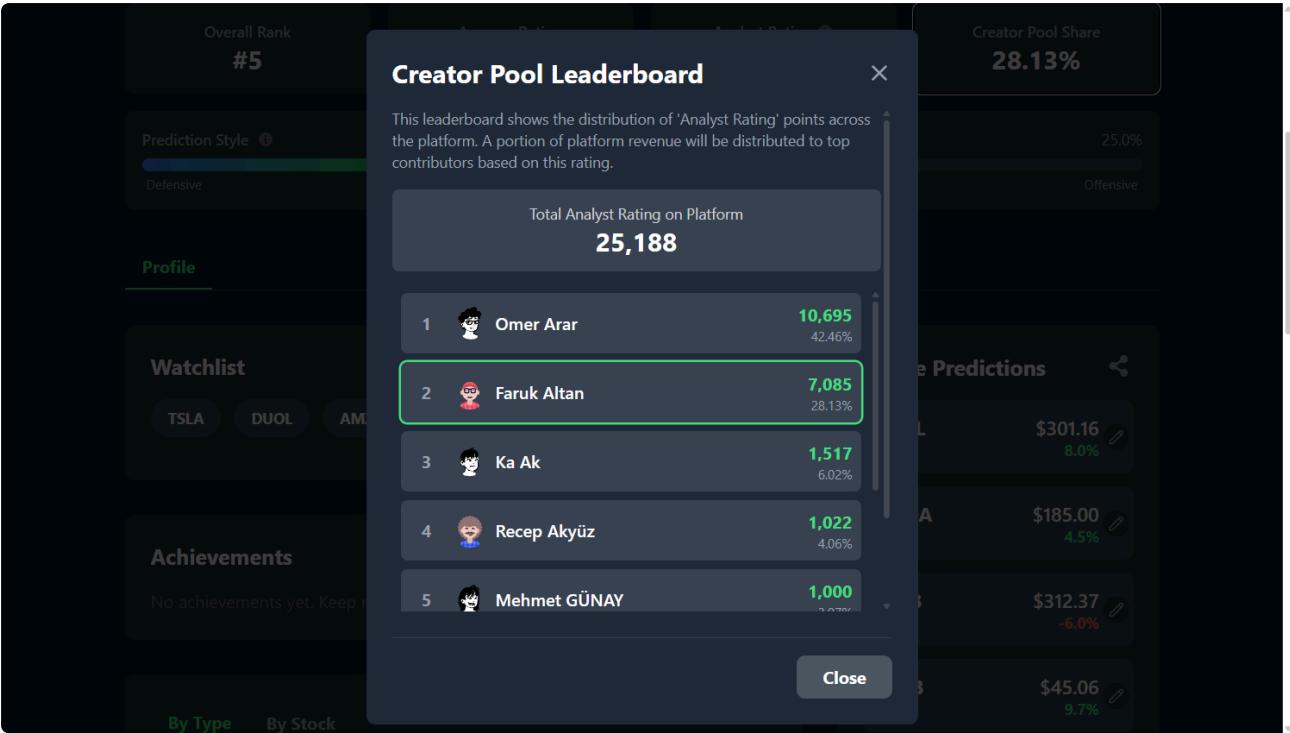 Overall Rank
#5
Creator Pool Share
28.13%
Prediction Style
25.0%
Defensive
Offensive
Profile
Watchlist
TSLA
DUOL
Achievements
No achievements yet. Keep
By Type
By Stock
Predictions
$301.16
8.0%
$185.00
4.5%
$312.37
-6.0%
$45.06
9.7%
Creator Pool Leaderboard
This leaderboard shows the distribution of 'Analyst Rating' points across
the platform. A portion of platform revenue will be distributed to top
contributors based on this rating.
Total Analyst Rating on Platform
25,188
1 Omer Arar 10,695
42.46%
2 Faruk Altan 7,085
28.13%
3 Ka Ak 1,517
6.02%
4 Recep Akyüz 1,022
4.06%
5 Mehmet GÜNAY 1,000
Close